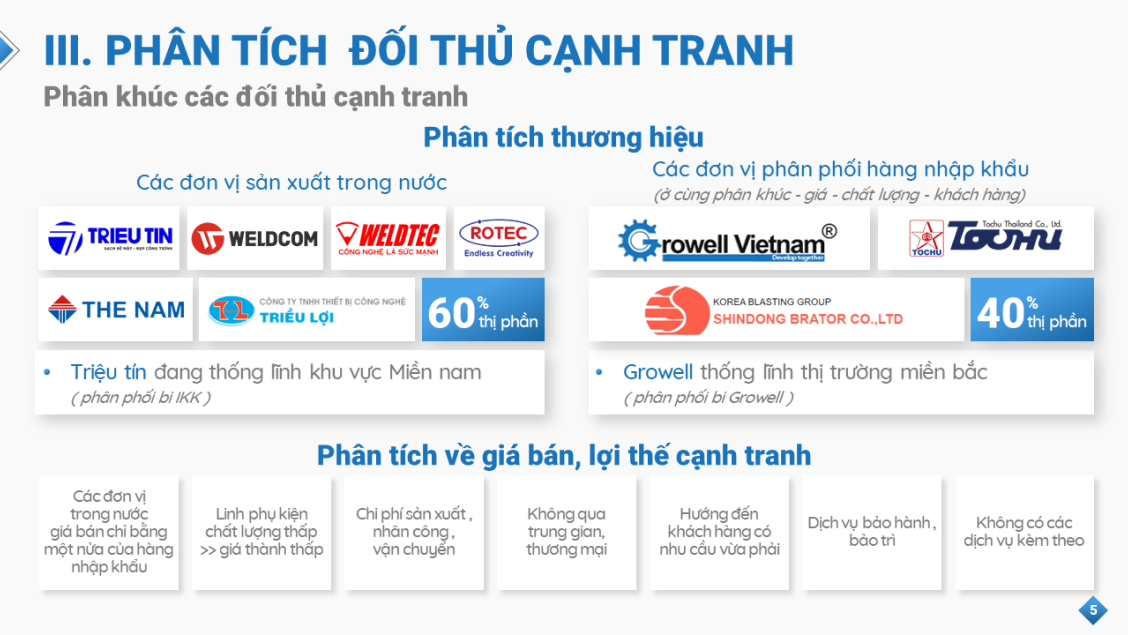 III. PHÂN TÍCH ĐỐI THỦ CẠNH TRANH
Phân khúc các đối thủ cạnh tranh
Phân tích thương hiệu
Các đơn vị sản xuất trong nước
TRIEU TIN
SẠCH BỀ MẶT - ĐẸP CÔNG TRÌNH
WELDCOM
WELDTEC
CÔNG NGHỆ LÀ SỨC MẠNH
ROTEC
Endless Creativity
THE NAM
CÔNG TY TNHH THIẾT BỊ CÔNG NGHỆ
TRIỀU LỢI
60% thị phần
• Triệu tín đang thống lĩnh khu vực Miền nam
( phân phối bi IKK )
Các đơn vị phân phối hàng nhập khẩu
(ở cùng phân khúc - giá - chất lượng - khách hàng)
Growell Vietnam®
Develop together
TOCHU
Tochu Thailand Co., Ltd.
TOCHU
KOREA BLASTING GROUP
SHINDONG BRATOR CO.,LTD
40% thị phần
• Growell thống lĩnh thị trường miền bắc
( phân phối bi Growell )
Phân tích về giá bán, lợi thế cạnh tranh
Các đơn vị
trong nước
giá bán chỉ bằng
một nửa của hàng
nhập khẩu
Linh phụ kiện
chất lượng thấp
>> giá thành thấp
Chi phí sản xuất ,
nhân công ,
vận chuyển
Không qua
trung gian,
thương mại
Hướng đến
khách hàng có
nhu cầu vừa phải
Dịch vụ bảo hành ,
bảo trì
Không có các
dịch vụ kèm theo
5